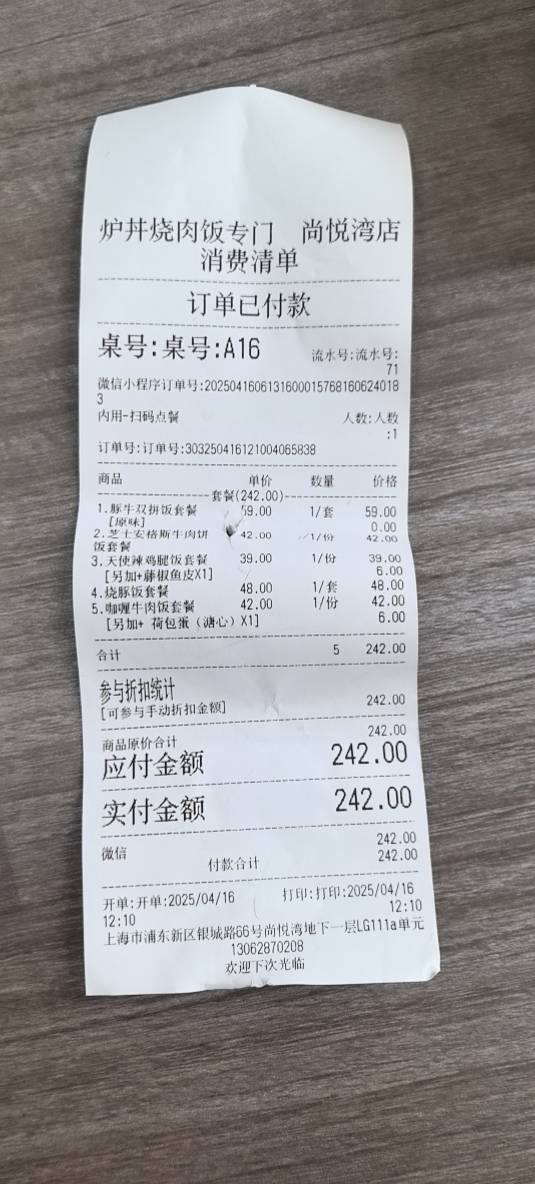 炉丼烧肉饭专门 尚悦湾店
消费清单
订单已付款
桌号:桌号:A16 流水号:流水号:
71
微信小程序订单号:2025041606131600015768160624018
3
内用-扫码点餐 人数:人数
:1
订单号:订单号:303250416121004065838
商品 单价 数量 价格
套餐(242.00)
1.豚牛双拼饭套餐 59.00 1/套 59.00
[原味] 0.00
2.芝士安格斯牛肉饼 42.00 1/份 42.00
饭套餐
3.天使辣鸡腿饭套餐 39.00 1/份 39.00
[另加+藤椒鱼皮X1] 6.00
4.烧豚饭套餐 48.00 1/套 48.00
5.咖喱牛肉饭套餐 42.00 1/份 42.00
[另加+ 荷包蛋（溏心）X1] 6.00
合计 5 242.00
参与折扣统计
[可参与手动折扣金额] 242.00
商品原价合计 242.00
应付金额 242.00
实付金额 242.00
微信 242.00
付款合计 242.00
开单:开单:2025/04/16 打印:打印:2025/04/16
12:10 12:10
上海市浦东新区银城路66号尚悦湾地下一层LG111a单元
13062870208
欢迎下次光临